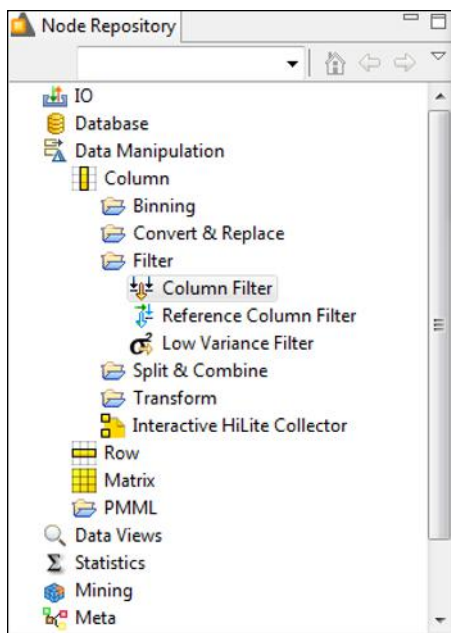 Node Repository
IO
Database
Data Manipulation
Column
Binning
Convert & Replace
Filter
Column Filter
Reference Column Filter
σ² Low Variance Filter
Split & Combine
Transform
Interactive HiLite Collector
Row
Matrix
PMML
Data Views
Σ Statistics
Mining
Meta